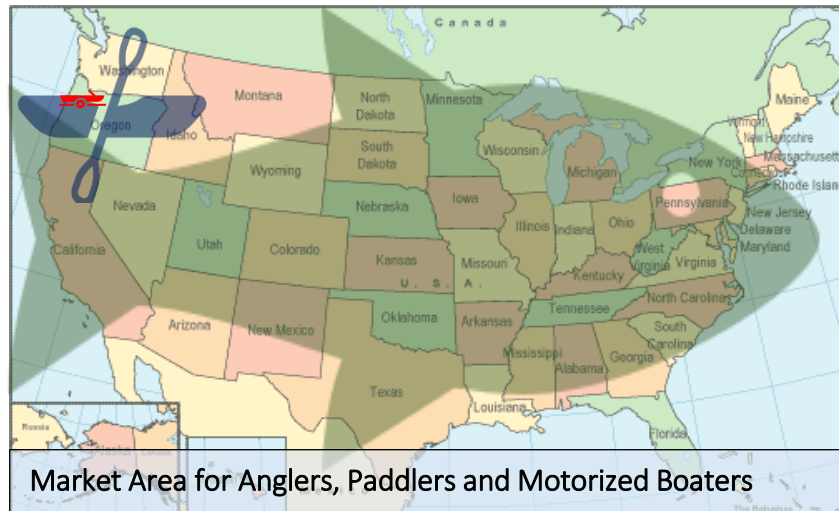 Canada
Washington
Montana
North
Dakota
Minnesota
Maine
Oregon
Idaho
South
Dakota
Wisconsin
Michigan
Vermont
New Hampshire
New York
Massachusetts
Connecticut
Rhode Island
Wyoming
Nevada
Iowa
Pennsylvania
New Jersey
Delaware
Maryland
California
Utah
Colorado
Nebraska
Illinois
Indiana
Ohio
West
Virginia
Virginia
Kansas
Missouri
Kentucky
U. S. A.
North Carolina
Tennessee
Arizona
New Mexico
Oklahoma
Arkansas
South
Carolina
Mississippi
Alabama
Georgia
Texas
Louisiana
Florida
Russia
Alaska
Market Area for Anglers, Paddlers and Motorized Boaters
The Bahamas